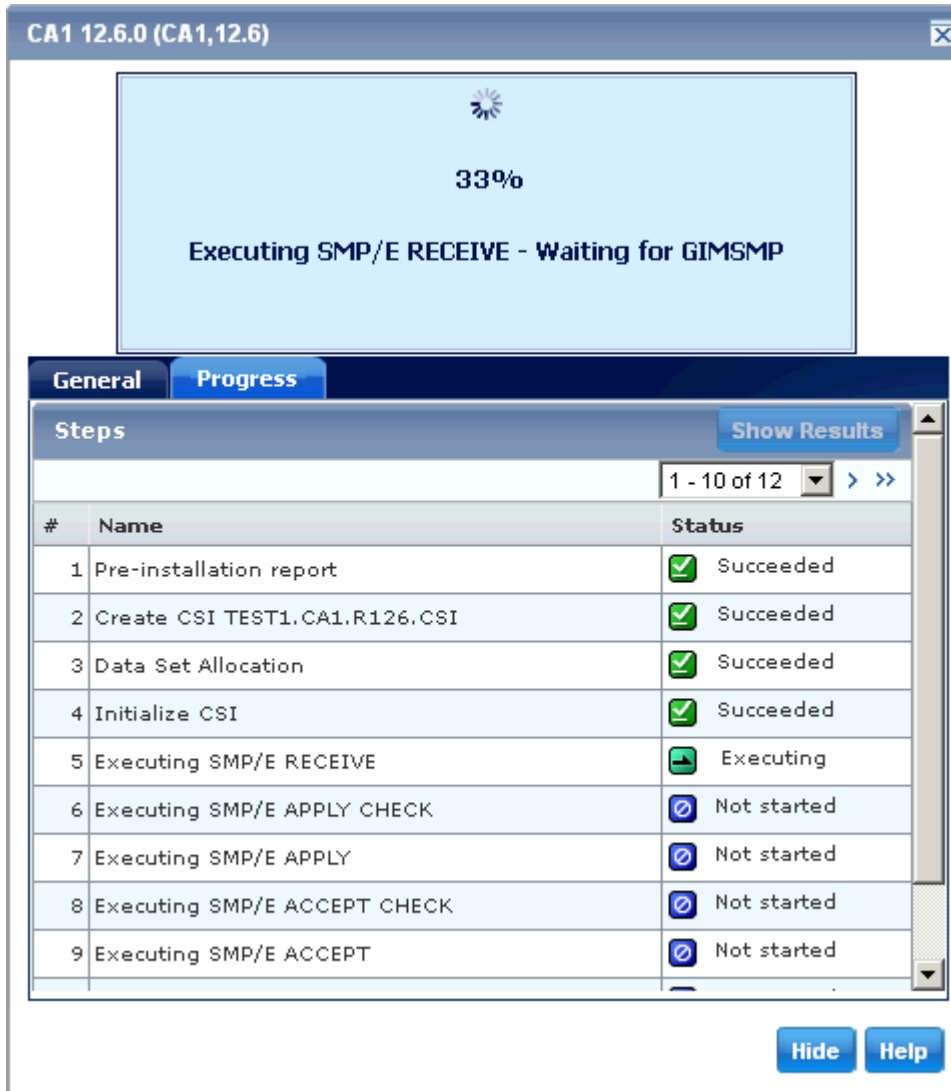 CA1 12.6.0 (CA1,12.6)
33%
Executing SMP/E RECEIVE - Waiting for GIMSMP
General Progress
Steps Show Results
1 - 10 of 12 > >>
# Name Status
1 Pre-installation report Succeeded
2 Create CSI TEST1.CA1.R126.CSI Succeeded
3 Data Set Allocation Succeeded
4 Initialize CSI Succeeded
5 Executing SMP/E RECEIVE Executing
6 Executing SMP/E APPLY CHECK Not started
7 Executing SMP/E APPLY Not started
8 Executing SMP/E ACCEPT CHECK Not started
9 Executing SMP/E ACCEPT Not started
Hide Help